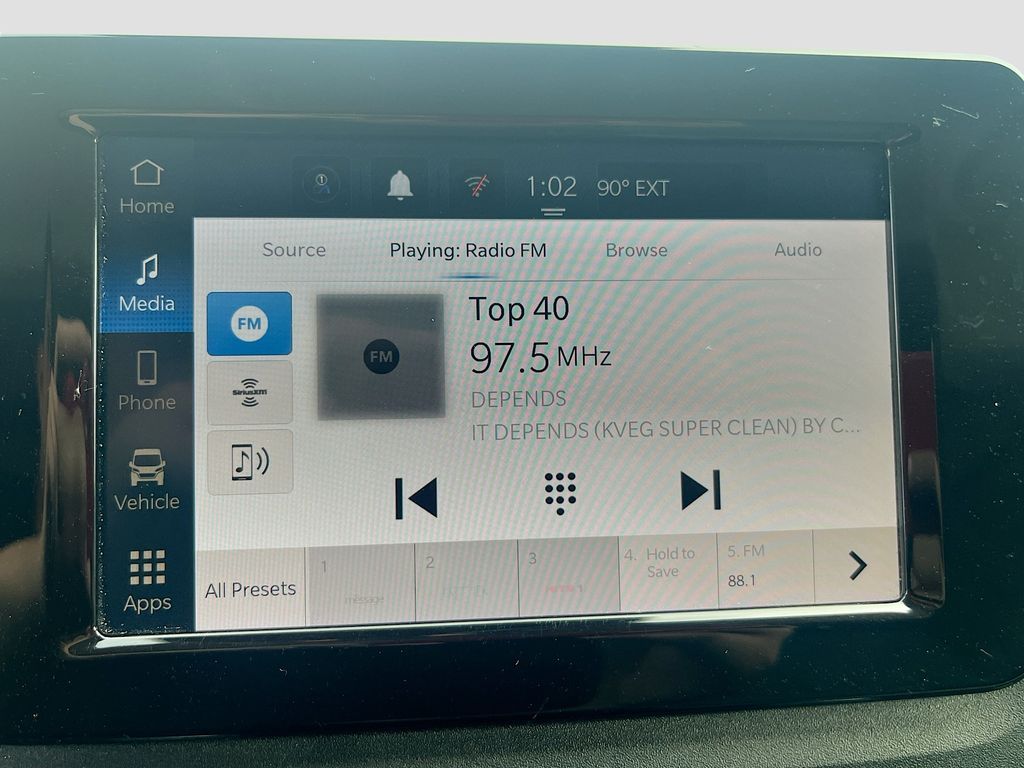 1:02 90° EXT
Home
Source Playing: Radio FM Browse Audio
Media
FM
FM
Top 40
97.5 MHz
SiriusXM
DEPENDS
IT DEPENDS (KVEG SUPER CLEAN) BY C...
Phone
Vehicle
Apps
All Presets
1
2
3
4. Hold to
Save
5. FM
88.1